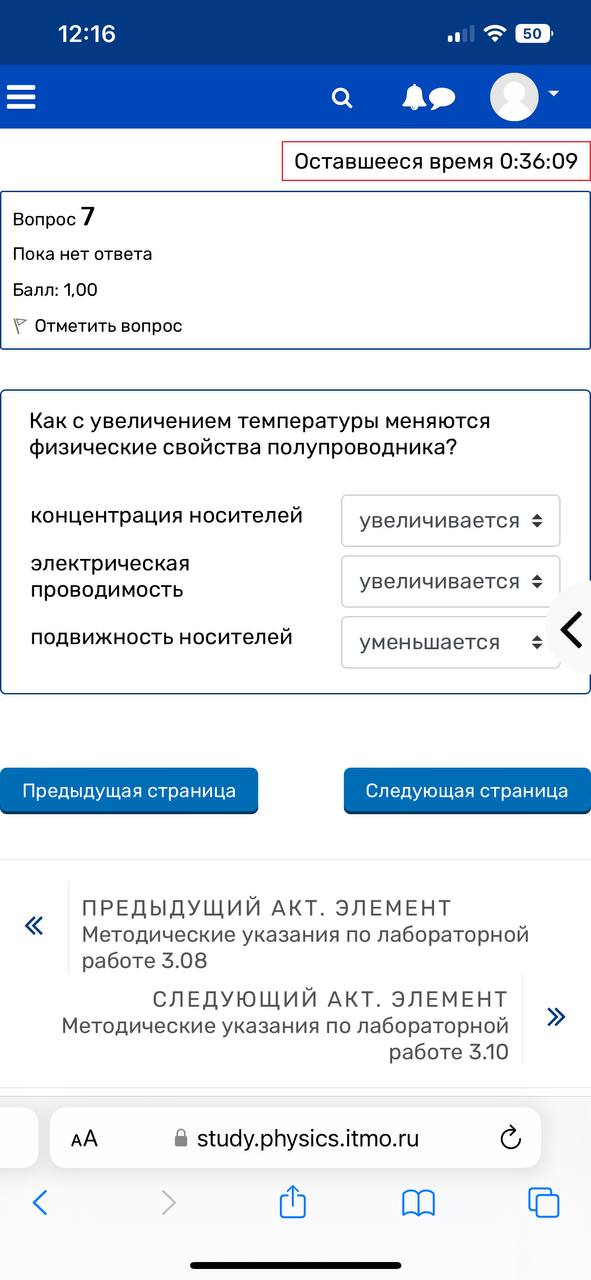 12:16
50
Оставшееся время 0:36:09
Вопрос 7
Пока нет ответа
Балл: 1,00
Отметить вопрос
Как с увеличением температуры меняются
физические свойства полупроводника?
концентрация носителей
увеличивается
электрическая
проводимость
увеличивается
подвижность носителей
уменьшается
Предыдущая страница
Следующая страница
ПРЕДЫДУЩИЙ АКТ. ЭЛЕМЕНТ
Методические указания по лабораторной
работе 3.08
СЛЕДУЮЩИЙ АКТ. ЭЛЕМЕНТ
Методические указания по лабораторной
работе 3.10
AA
study.physics.itmo.ru